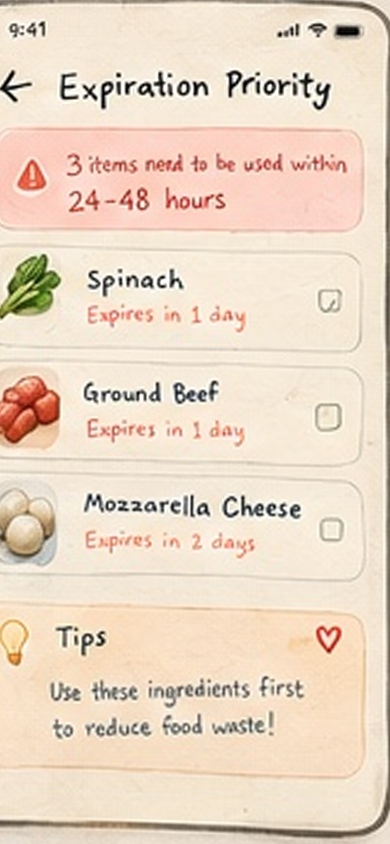 9:41
Expiration Priority
3 items need to be used within
24-48 hours
Spinach
Expires in 1 day
Ground Beef
Expires in 1 day
Mozzarella Cheese
Expires in 2 days
Tips
Use these ingredients first
to reduce food waste!